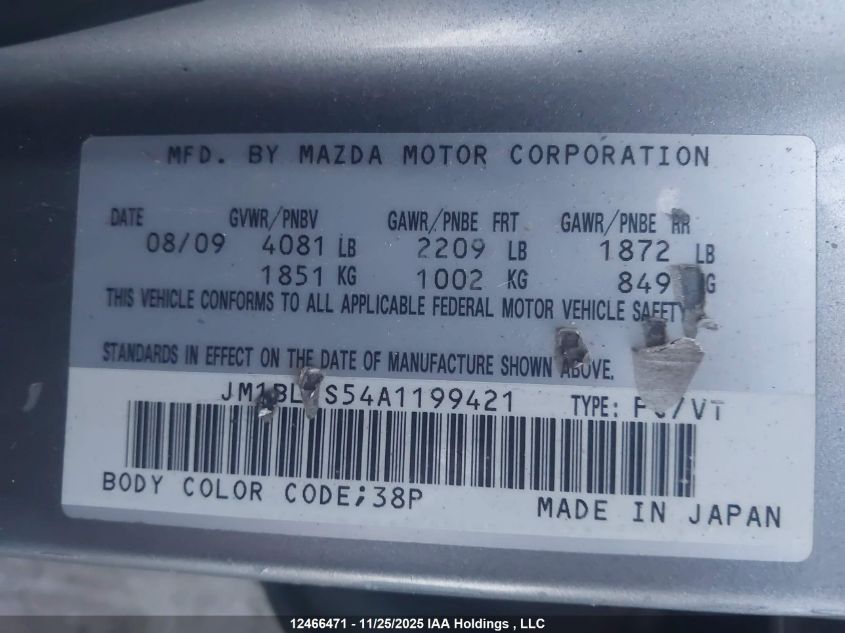 MFD. BY MAZDA MOTOR CORPORATION
DATE GVWR/PNBV GAWR/PNBE FRT GAWR/PNBE RR
08/09 4081 LB 2209 LB 1872 LB
1851 KG 1002 KG 849
THIS VEHICLE CONFORMS TO ALL APPLICABLE FEDERAL MOTOR VEHICLE SAFETY
STANDARDS IN EFFECT ON THE DATE OF MANUFACTURE SHOWN ABOVE.
TYPE:
BODY COLOR CODE;38P MADE IN JAPAN
12466471 - 11/25/2025 IAA Holdings , LLC